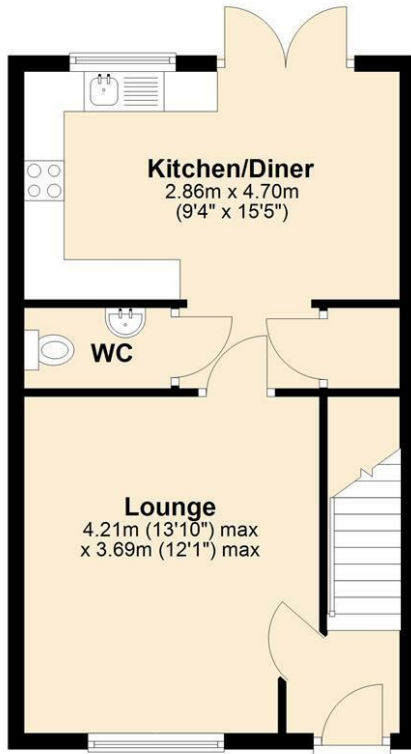 Kitchen/Diner
2.86m x 4.70m
(9'4" x 15'5")
WC
Lounge
4.21m (13'10") max
x 3.69m (12'1") max